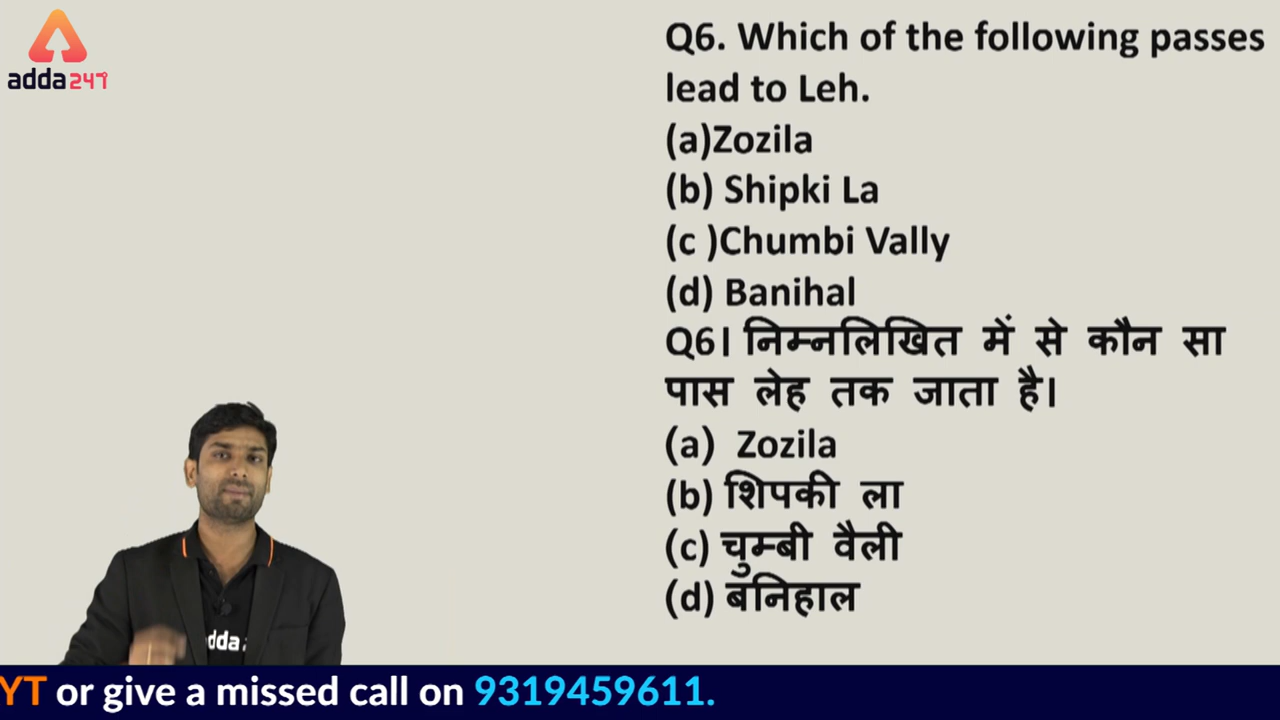 adda247
Q6. Which of the following passes
lead to Leh.
(a)Zozila
(b) Shipki La
(c )Chumbi Vally
(d) Banihal
Q6। निम्नलिखित में से कौन सा
पास लेह तक जाता है।
(a) Zozila
(b) शिपकी ला
(c) चुम्बी वैली
(d) बनिहाल
adda
YT or give a missed call on 9319459611.